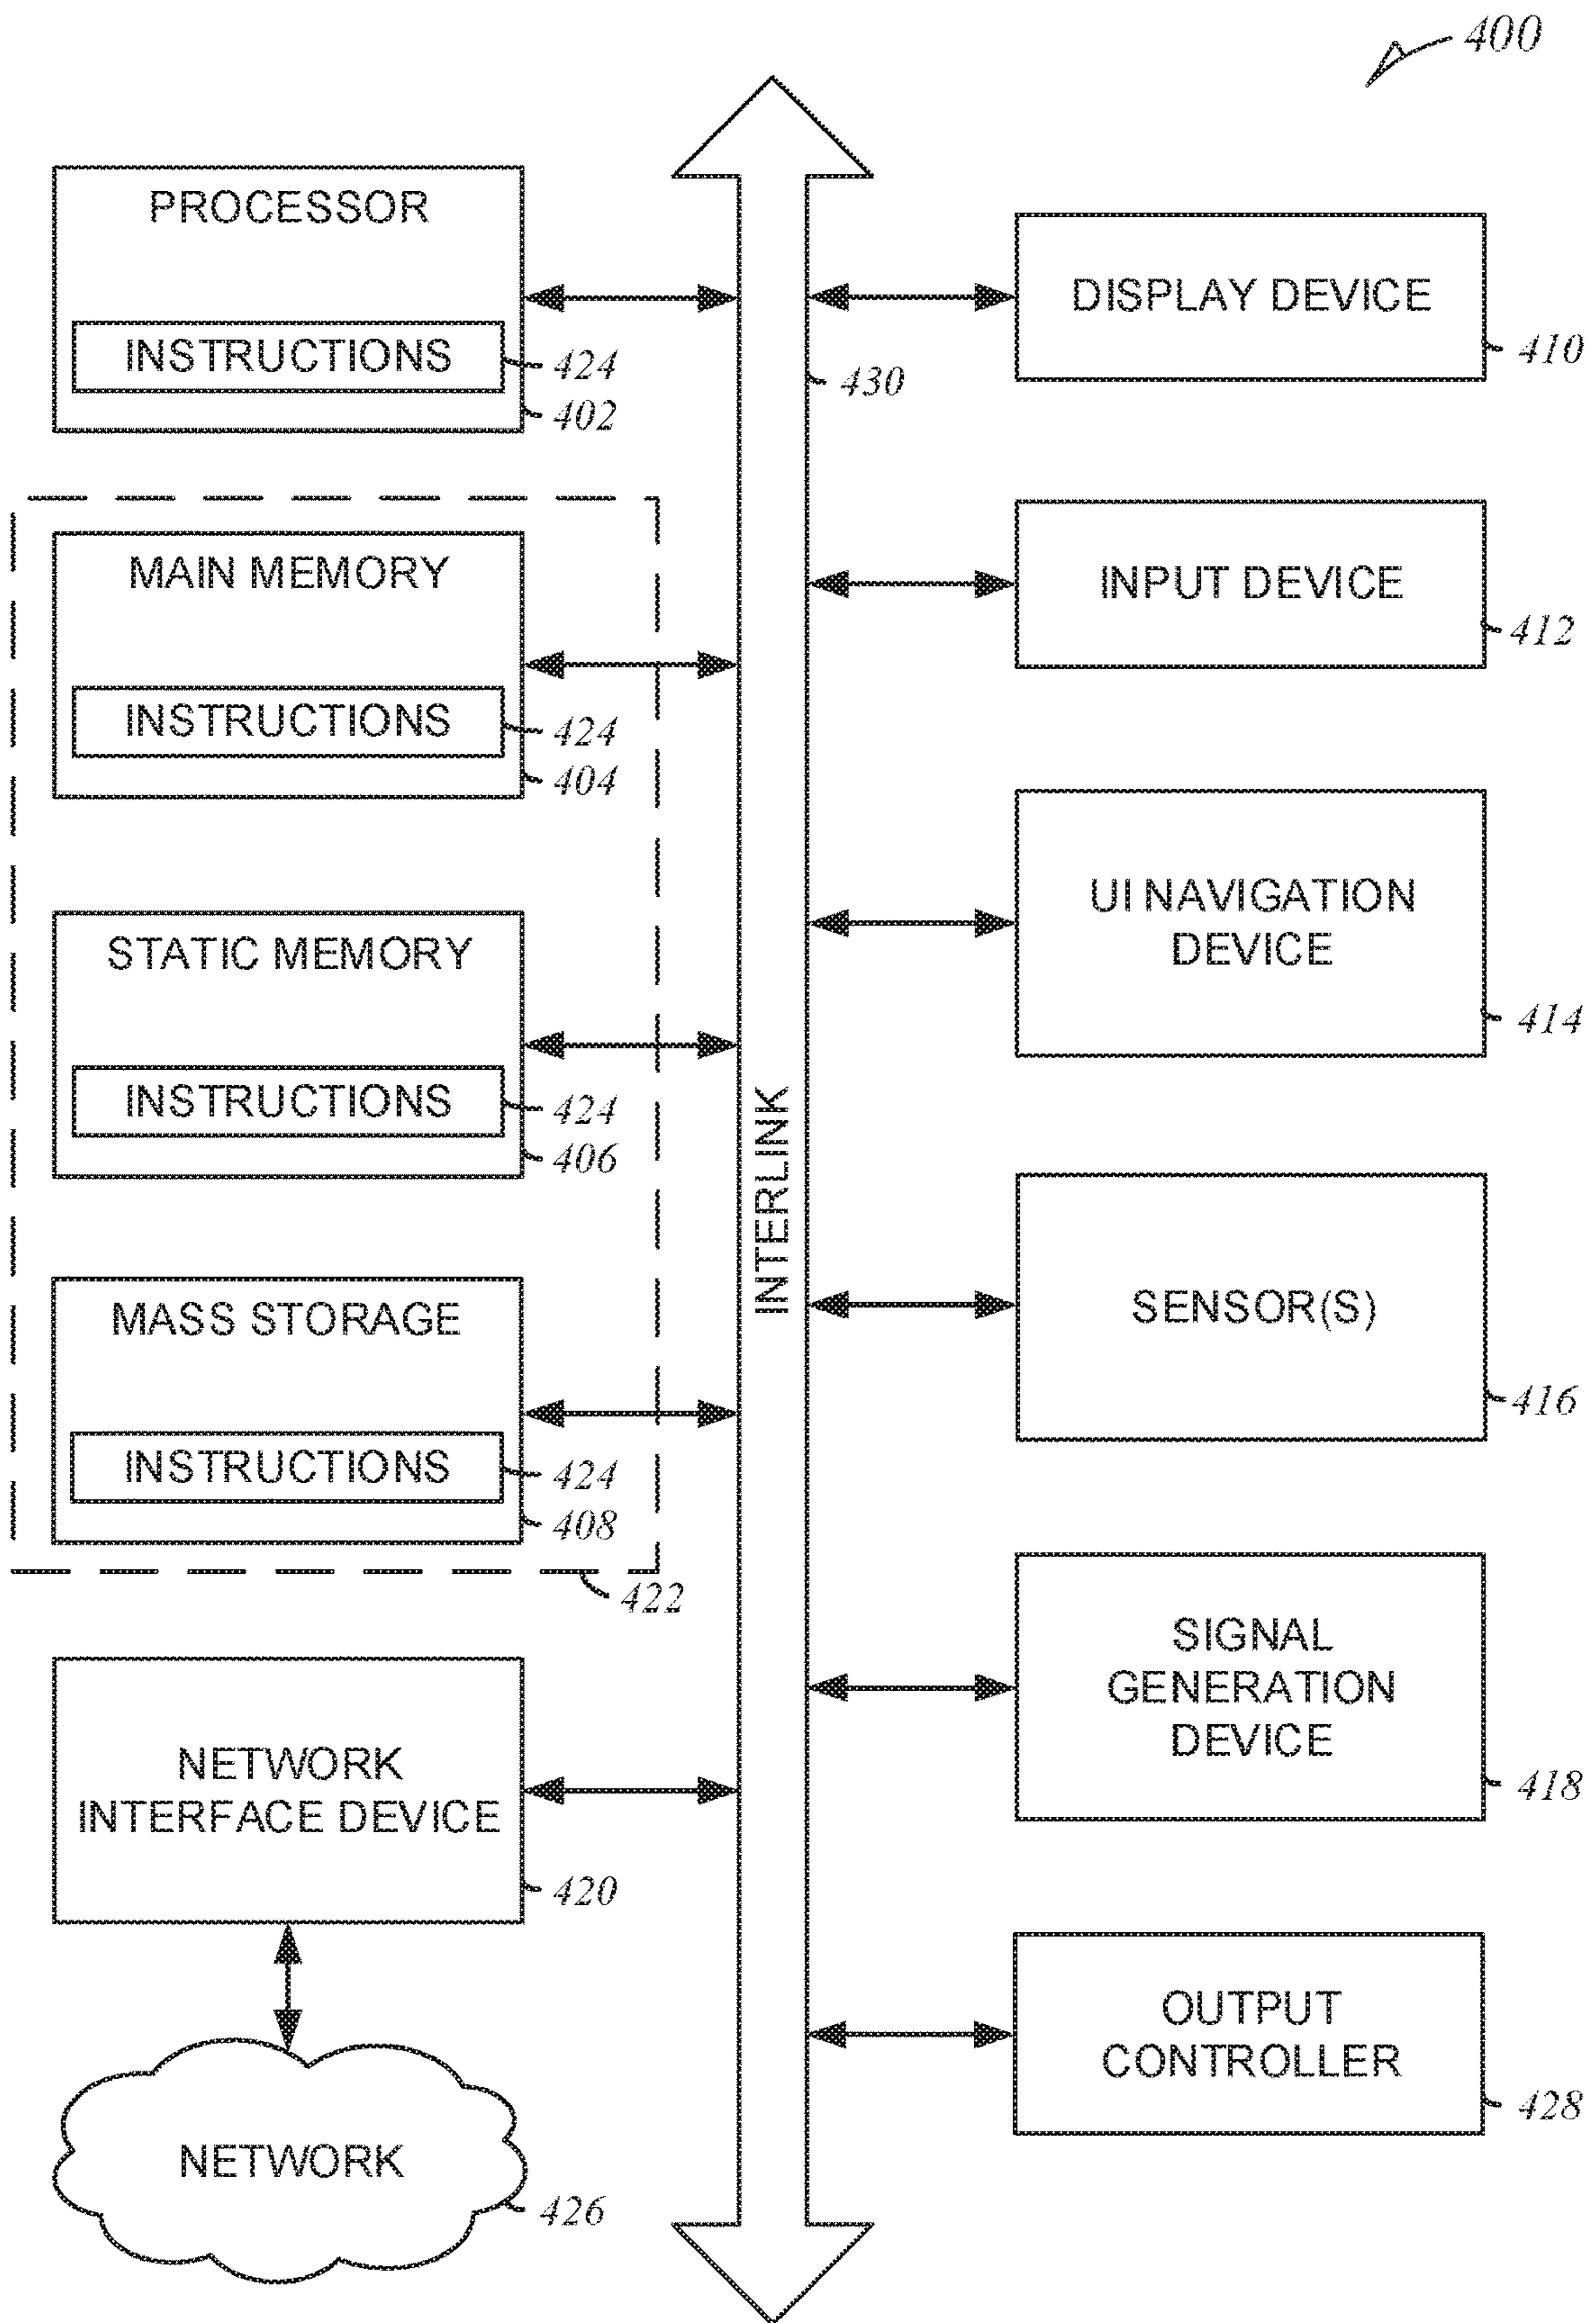 400
PROCESSOR
INSTRUCTIONS
424
402
MAIN MEMORY
INSTRUCTIONS
424
404
STATIC MEMORY
INSTRUCTIONS
424
406
MASS STORAGE
INSTRUCTIONS
424
408
422
NETWORK
INTERFACE DEVICE
420
NETWORK
426
INTERLINK
430
DISPLAY DEVICE
410
INPUT DEVICE
412
UI NAVIGATION
DEVICE
414
SENSOR(S)
416
SIGNAL
GENERATION
DEVICE
418
OUTPUT
CONTROLLER
428